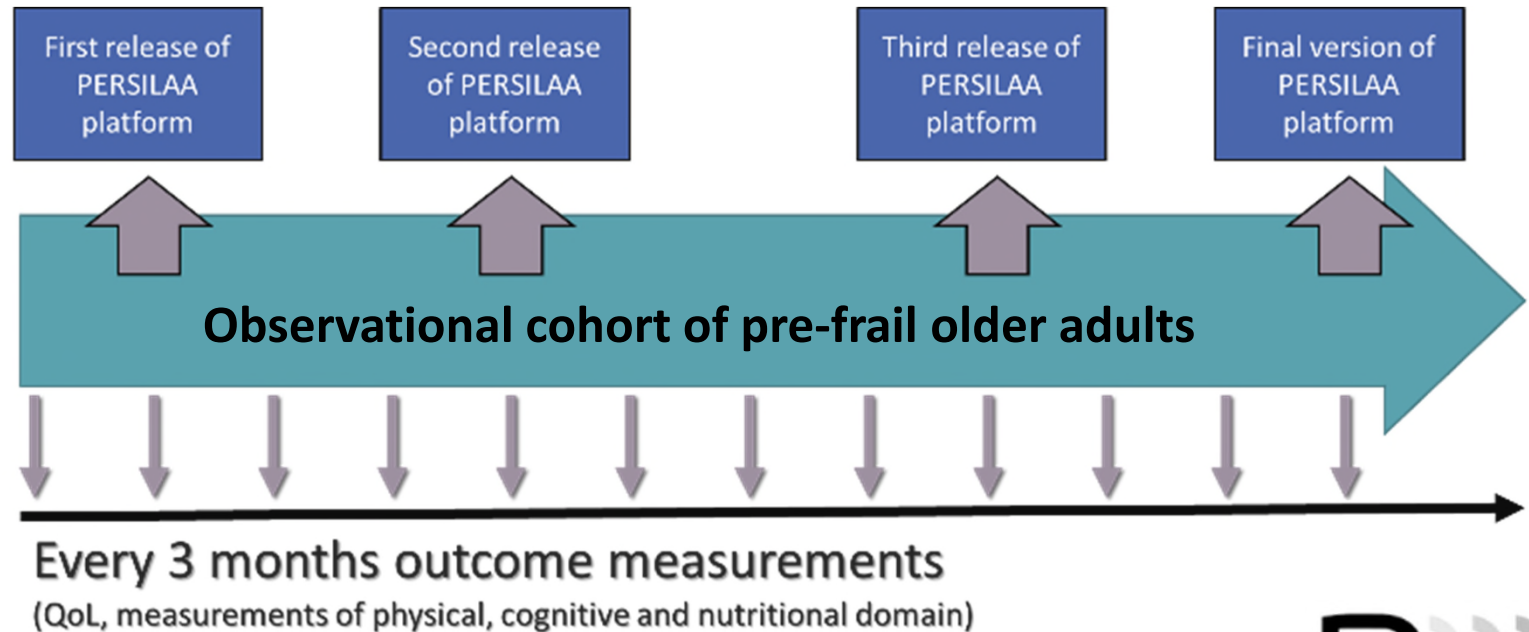 First release of
PERSILAA
platform
Second release
of PERSILAA
platform
Third release of
PERSILAA
platform
Final version of
PERSILAA
platform
Observational cohort of pre-frail older adults
Every 3 months outcome measurements
(QoL, measurements of physical, cognitive and nutritional domain)